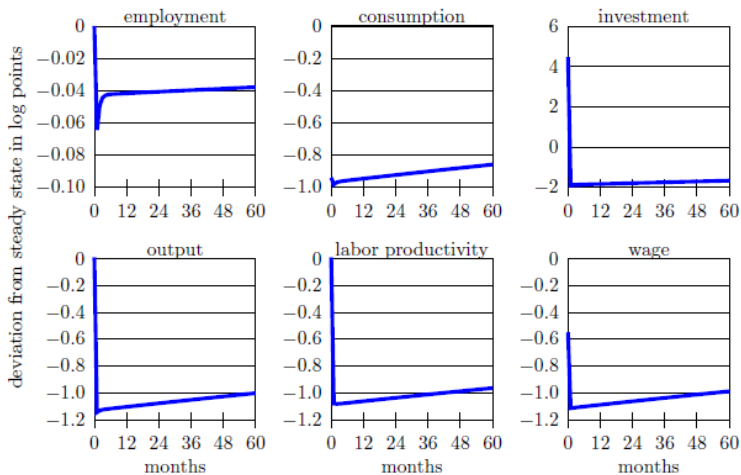 deviation from steady state in log points
employment
0
−0.02
−0.04
−0.06
−0.08
−0.10
0 12 24 36 48 60
consumption
0
−0.2
−0.4
−0.6
−0.8
−1.0
0 12 24 36 48 60
investment
6
4
2
0
−2
0 12 24 36 48 60
output
0
−0.2
−0.4
−0.6
−0.8
−1.0
−1.2
0 12 24 36 48 60
months
labor productivity
0
−0.2
−0.4
−0.6
−0.8
−1.0
−1.2
0 12 24 36 48 60
months
wage
0
−0.2
−0.4
−0.6
−0.8
−1.0
−1.2
0 12 24 36 48 60
months